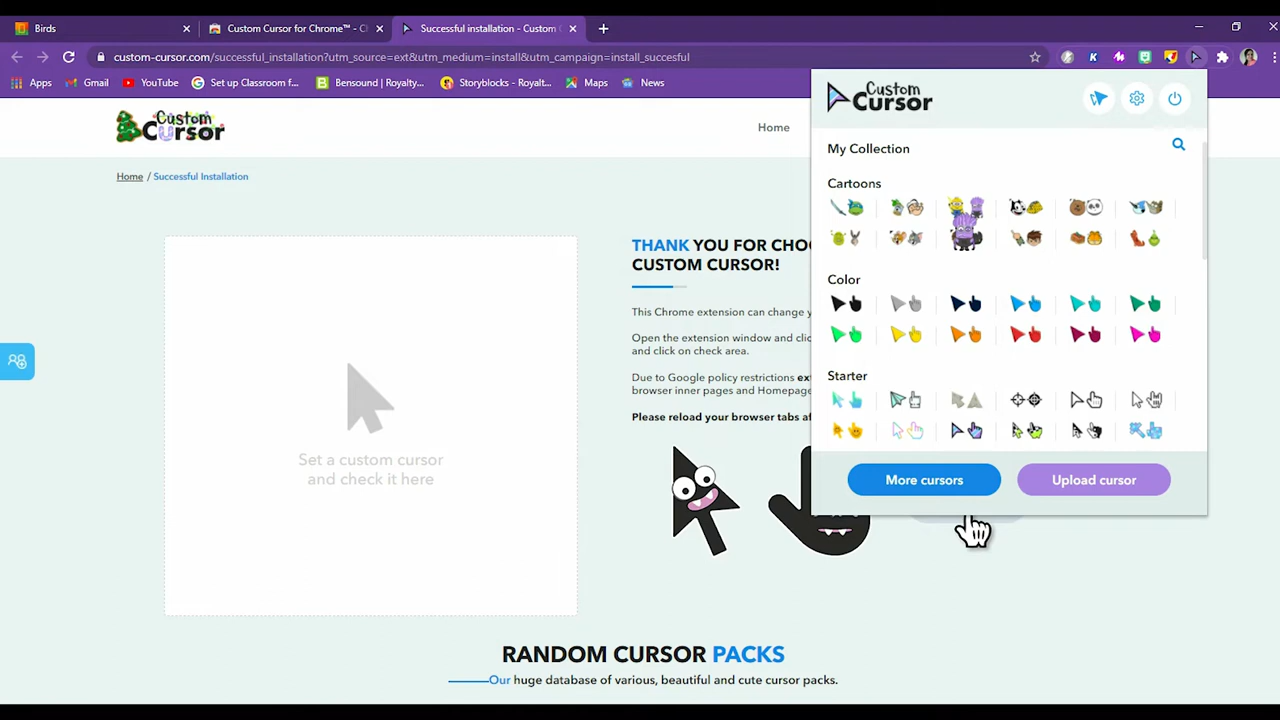 Birds
Custom Cursor for Chrome™ - C
Successful installation - Custom C
custom-cursor.com/successful_installation?utm_source=ext&utm_medium=install&utm_campaign=install_succesful
Apps
Gmail
YouTube
Set up Classroom f...
Bensound | Royalty...
Storyblocks - Royalt...
Maps
News
Custom
Cursor
Home
Home / Successful Installation
THANK YOU FOR CHO
CUSTOM CURSOR!
This Chrome extension can change y
Open the extension window and clic
and click on check area.
Due to Google policy restrictions ex
browser inner pages and Homepage
Please reload your browser tabs af
Set a custom cursor
and check it here
Custom
Cursor
My Collection
Cartoons
Color
Starter
More cursors
Upload cursor
RANDOM CURSOR PACKS
Our huge database of various, beautiful and cute cursor packs.